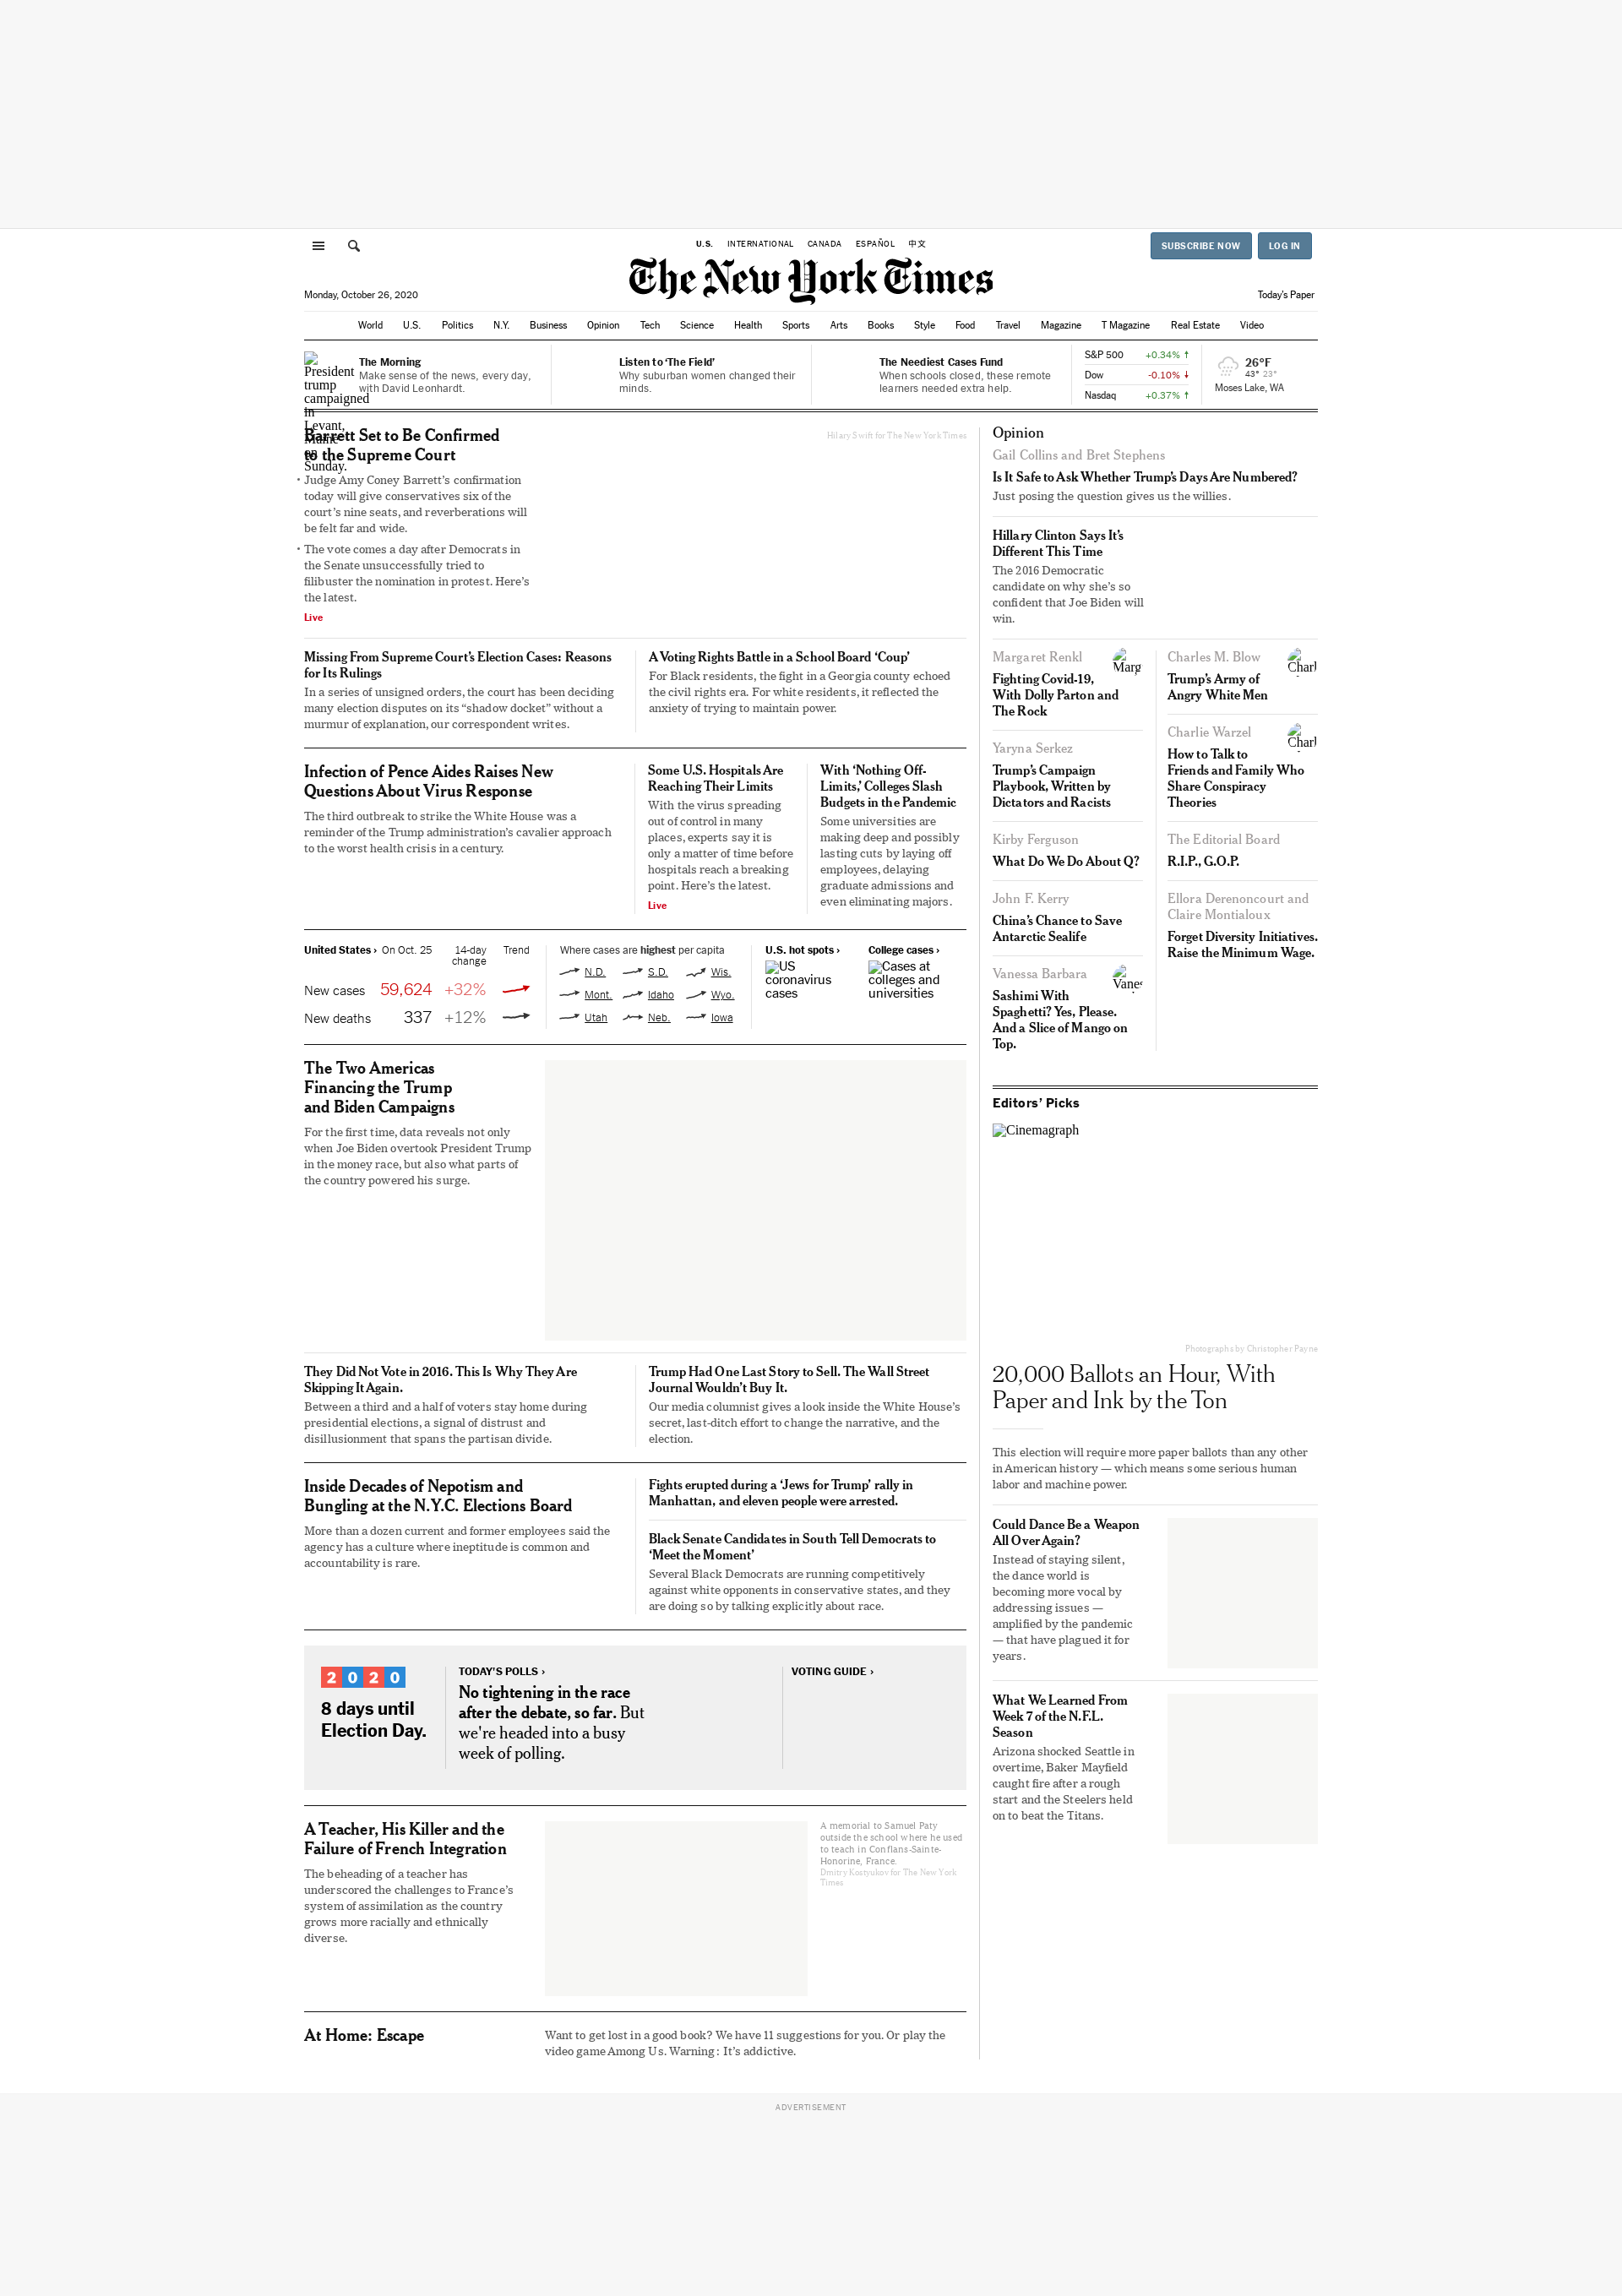 U.S. INTERNATIONAL CANADA ESPAÑOL 中文
SUBSCRIBE NOW
LOG IN
The New York Times
Monday, October 26, 2020
Today's Paper
World U.S. Politics N.Y. Business Opinion Tech Science Health Sports Arts Books Style Food Travel Magazine T Magazine Real Estate Video
President
trump
campaigned
in
Levant,
Maine
on
Sunday.
The Morning
Make sense of the news, every day,
with David Leonhardt.
Listen to ‘The Field’
Why suburban women changed their
minds.
The Neediest Cases Fund
When schools closed, these remote
learners needed extra help.
S&P 500 +0.34% ↑
Dow -0.10% ↓
Nasdaq +0.37% ↑
26°F
43° 23°
Moses Lake, WA
Barrett Set to Be Confirmed
to the Supreme Court
• Judge Amy Coney Barrett’s confirmation
today will give conservatives six of the
court’s nine seats, and reverberations will
be felt far and wide.
• The vote comes a day after Democrats in
the Senate unsuccessfully tried to
filibuster the nomination in protest. Here’s
the latest.
Live
Hilary Swift for The New York Times
Missing From Supreme Court’s Election Cases: Reasons
for Its Rulings
In a series of unsigned orders, the court has been deciding
many election disputes on its “shadow docket” without a
murmur of explanation, our correspondent writes.
A Voting Rights Battle in a School Board ‘Coup’
For Black residents, the fight in a Georgia county echoed
the civil rights era. For white residents, it reflected the
anxiety of trying to maintain power.
Infection of Pence Aides Raises New
Questions About Virus Response
The third outbreak to strike the White House was a
reminder of the Trump administration’s cavalier approach
to the worst health crisis in a century.
Some U.S. Hospitals Are
Reaching Their Limits
With the virus spreading
out of control in many
places, experts say it is
only a matter of time before
hospitals reach a breaking
point. Here’s the latest.
Live
With ‘Nothing Off-
Limits,’ Colleges Slash
Budgets in the Pandemic
Some universities are
making deep and possibly
lasting cuts by laying off
employees, delaying
graduate admissions and
even eliminating majors.
United States › On Oct. 25 14-day Trend
change
New cases 59,624 +32%
New deaths 337 +12%
Where cases are highest per capita
N.D. S.D. Wis.
Mont. Idaho Wyo.
Utah Neb. Iowa
U.S. hot spots ›
US
coronavirus
cases
College cases ›
Cases at
colleges and
universities
The Two Americas
Financing the Trump
and Biden Campaigns
For the first time, data reveals not only
when Joe Biden overtook President Trump
in the money race, but also what parts of
the country powered his surge.
They Did Not Vote in 2016. This Is Why They Are
Skipping It Again.
Between a third and a half of voters stay home during
presidential elections, a signal of distrust and
disillusionment that spans the partisan divide.
Trump Had One Last Story to Sell. The Wall Street
Journal Wouldn’t Buy It.
Our media columnist gives a look inside the White House’s
secret, last-ditch effort to change the narrative, and the
election.
Inside Decades of Nepotism and
Bungling at the N.Y.C. Elections Board
More than a dozen current and former employees said the
agency has a culture where ineptitude is common and
accountability is rare.
Fights erupted during a ‘Jews for Trump’ rally in
Manhattan, and eleven people were arrested.
Black Senate Candidates in South Tell Democrats to
‘Meet the Moment’
Several Black Democrats are running competitively
against white opponents in conservative states, and they
are doing so by talking explicitly about race.
2020
8 days until
Election Day.
TODAY’S POLLS ›
No tightening in the race
after the debate, so far. But
we're headed into a busy
week of polling.
VOTING GUIDE ›
A Teacher, His Killer and the
Failure of French Integration
The beheading of a teacher has
underscored the challenges to France’s
system of assimilation as the country
grows more racially and ethnically
diverse.
A memorial to Samuel Paty
outside the school where he used
to teach in Conflans-Sainte-
Honorine, France.
Dmitry Kostyukov for The New York
Times
At Home: Escape
Want to get lost in a good book? We have 11 suggestions for you. Or play the
video game Among Us. Warning: It’s addictive.
Opinion
Gail Collins and Bret Stephens
Is It Safe to Ask Whether Trump’s Days Are Numbered?
Just posing the question gives us the willies.
Hillary Clinton Says It’s
Different This Time
The 2016 Democratic
candidate on why she’s so
confident that Joe Biden will
win.
Margaret Renkl
Marg
Fighting Covid-19,
With Dolly Parton and
The Rock
Yaryna Serkez
Trump’s Campaign
Playbook, Written by
Dictators and Racists
Kirby Ferguson
What Do We Do About Q?
John F. Kerry
China’s Chance to Save
Antarctic Sealife
Vanessa Barbara
Vanes
Sashimi With
Spaghetti? Yes, Please.
And a Slice of Mango on
Top.
Charles M. Blow
Charl
Trump’s Army of
Angry White Men
Charlie Warzel
Charl
How to Talk to
Friends and Family Who
Share Conspiracy
Theories
The Editorial Board
R.I.P., G.O.P.
Ellora Derenoncourt and
Claire Montialoux
Forget Diversity Initiatives.
Raise the Minimum Wage.
Editors’ Picks
Cinemagraph
Photographs by Christopher Payne
20,000 Ballots an Hour, With
Paper and Ink by the Ton
This election will require more paper ballots than any other
in American history — which means some serious human
labor and machine power.
Could Dance Be a Weapon
All Over Again?
Instead of staying silent,
the dance world is
becoming more vocal by
addressing issues —
amplified by the pandemic
— that have plagued it for
years.
What We Learned From
Week 7 of the N.F.L.
Season
Arizona shocked Seattle in
overtime, Baker Mayfield
caught fire after a rough
start and the Steelers held
on to beat the Titans.
ADVERTISEMENT